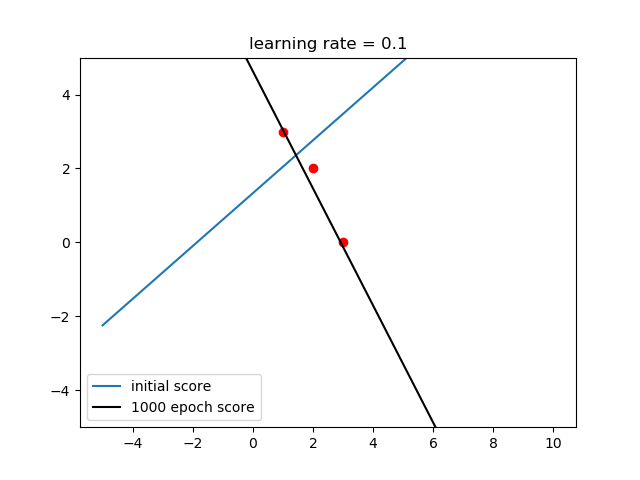 learning rate = 0.1
4
2
0
−2
−4
initial score
1000 epoch score
−4 −2 0 2 4 6 8 10